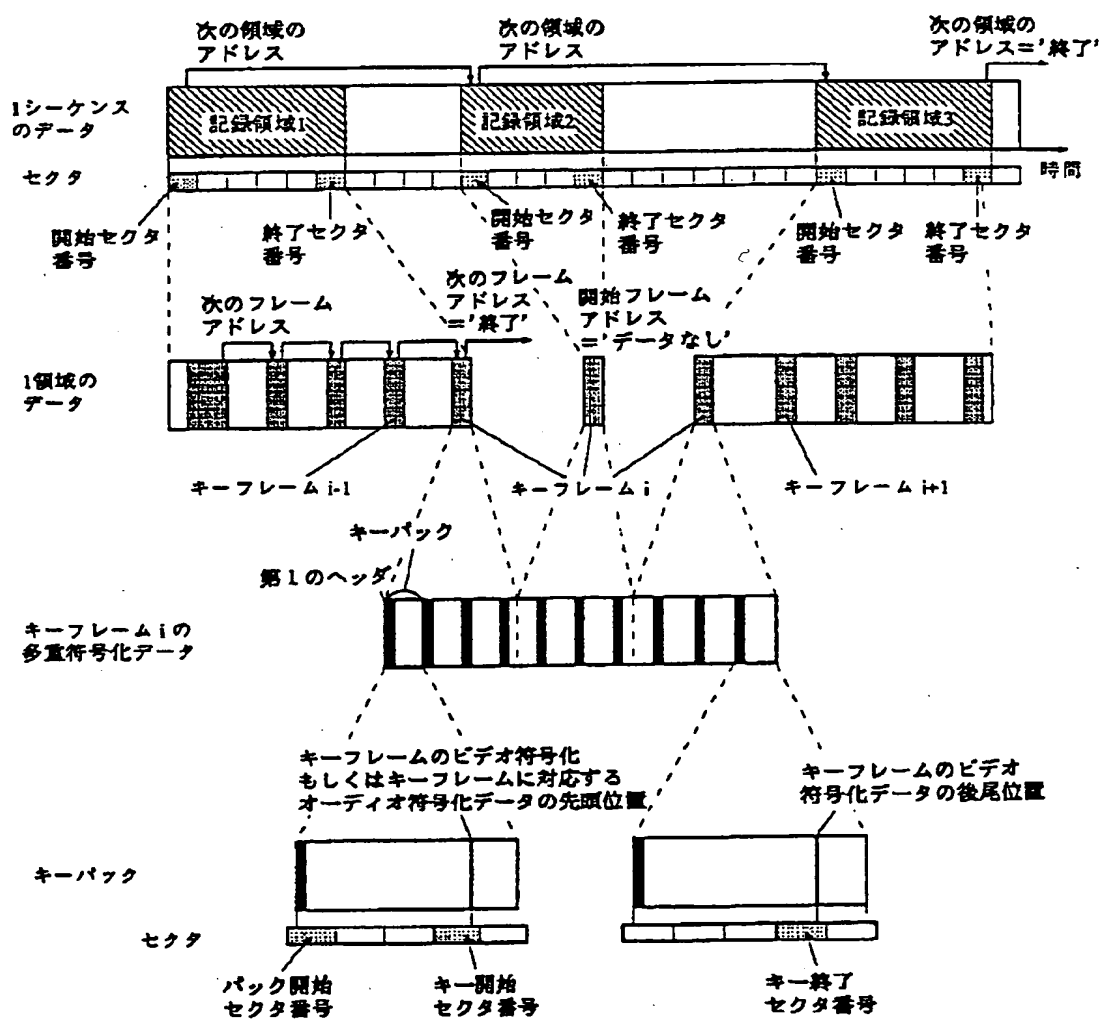 次の領域の
アドレス
次の領域の
アドレス
次の領域の
アドレス='終了'
1シーケンス
のデータ
記録領域1
記録領域2
記録領域3
時間
セクタ
開始セクタ
番号
終了セクタ
番号
開始セクタ
番号
終了セクタ
番号
開始セクタ
番号
終了セクタ
番号
次のフレーム
アドレス
次のフレーム
アドレス
='終了'
開始フレーム
アドレス
='データなし'
1領域の
データ
キーフレーム i-1
キーフレーム i
キーフレーム i+1
キーパック
第1のヘッダ
キーフレーム i の
多重符号化データ
キーフレームのビデオ符号化
もしくはキーフレームに対応する
オーディオ符号化データの先頭位置
キーフレームのビデオ
符号化データの後尾位置
キーパック
セクタ
パック開始
セクタ番号
キー開始
セクタ番号
キー終了
セクタ番号